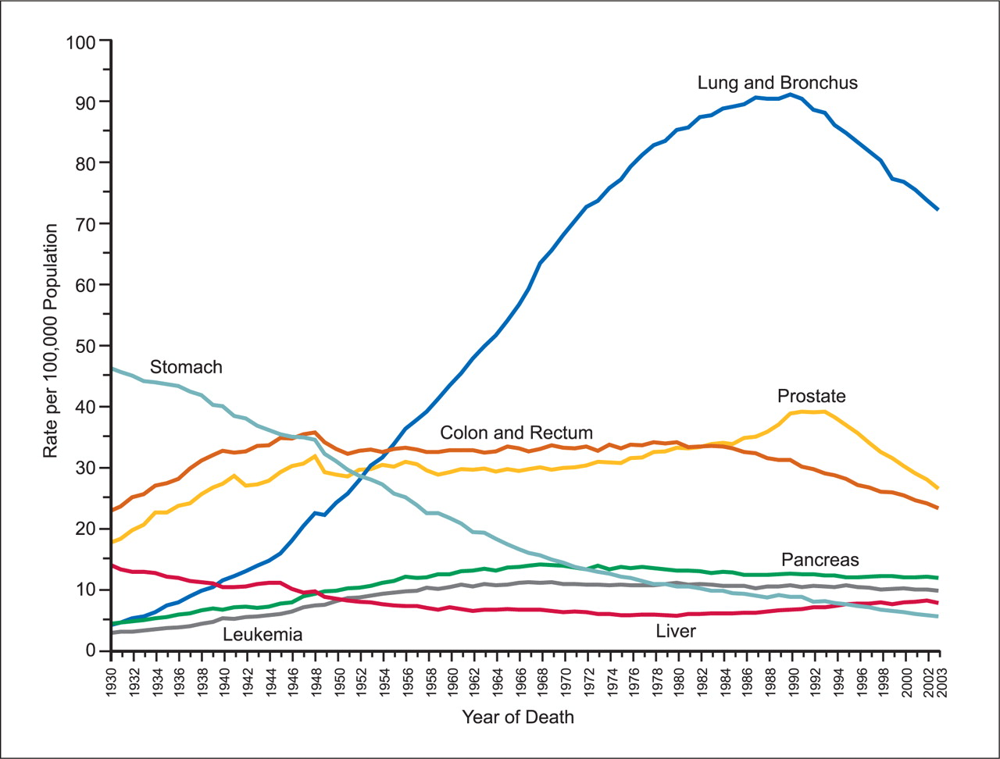 100
90
80
70
60
50
40
30
20
10
0
Rate per 100,000 Population
Lung and Bronchus
Stomach
Prostate
Colon and Rectum
Pancreas
Leukemia
Liver
1930 1932 1934 1936 1938 1940 1942 1944 1946 1948 1950 1952 1954 1956 1958 1960 1962 1964 1966 1968 1970 1972 1974 1976 1978 1980 1982 1984 1986 1988 1990 1992 1994 1996 1998 2000 2002 2003
Year of Death